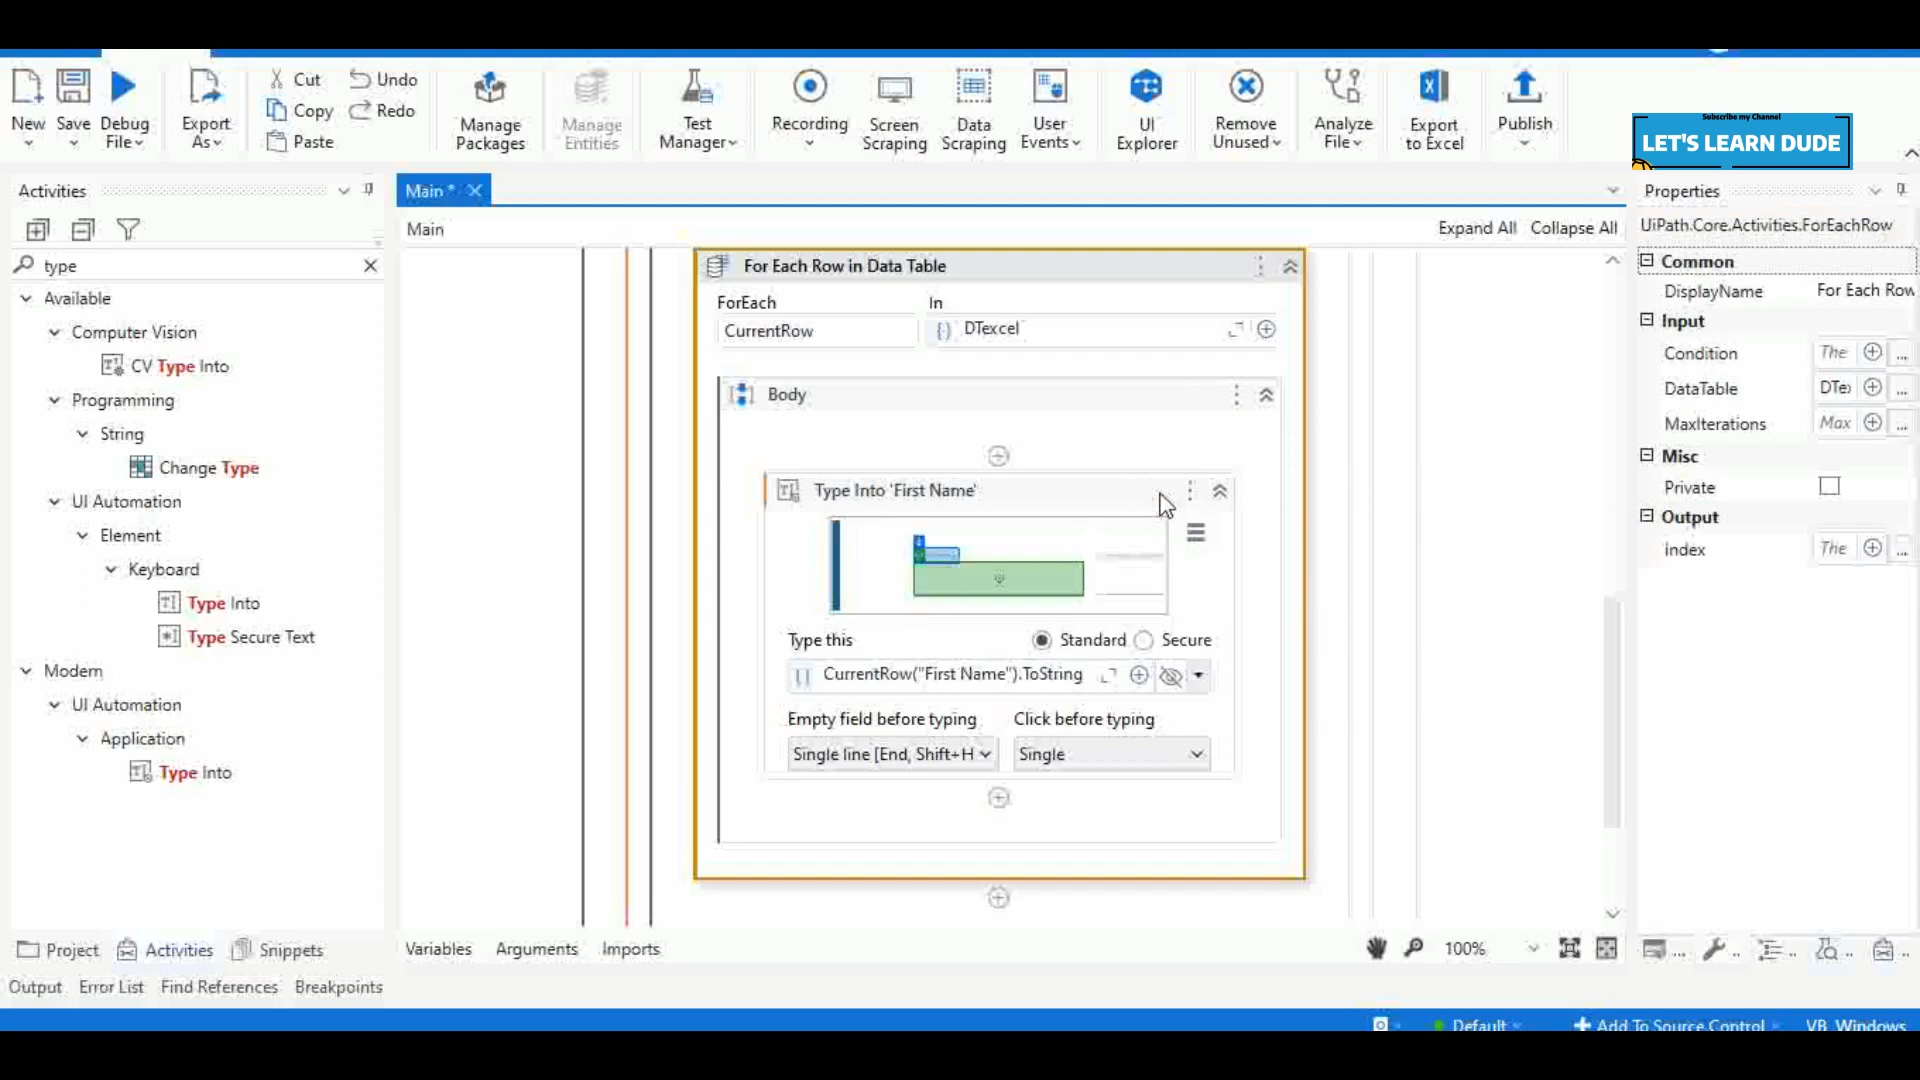 New
Save
Debug
File
Export
As
Cut
Copy
Paste
Undo
Redo
Manage
Packages
Manage
Entities
Test
Manager
Recording
Screen
Scraping
Data
Scraping
User
Events
UI
Explorer
Remove
Unused
Analyze
File
Export
to Excel
Publish
Subscribe my Channel
LET'S LEARN DUDE
Activities
type
Available
Computer Vision
CV Type Into
Programming
String
Change Type
UI Automation
Element
Keyboard
Type Into
Type Secure Text
Modern
UI Automation
Application
Type Into
Project
Activities
Snippets
Main *
Main
Expand All
Collapse All
For Each Row in Data Table
ForEach
In
CurrentRow
DTexcel
Body
Type Into 'First Name'
Type this
Standard
Secure
CurrentRow("First Name").ToString
Empty field before typing
Click before typing
Single line [End, Shift+H
Single
Variables
Arguments
Imports
100%
Properties
UiPath.Core.Activities.ForEachRow
Common
DisplayName
For Each Row
Input
Condition
The
...
DataTable
DTe
...
MaxIterations
Max
...
Misc
Private
Output
Index
The
...
Output
Error List
Find References
Breakpoints
Default
Add To Source Control
VB, Windows